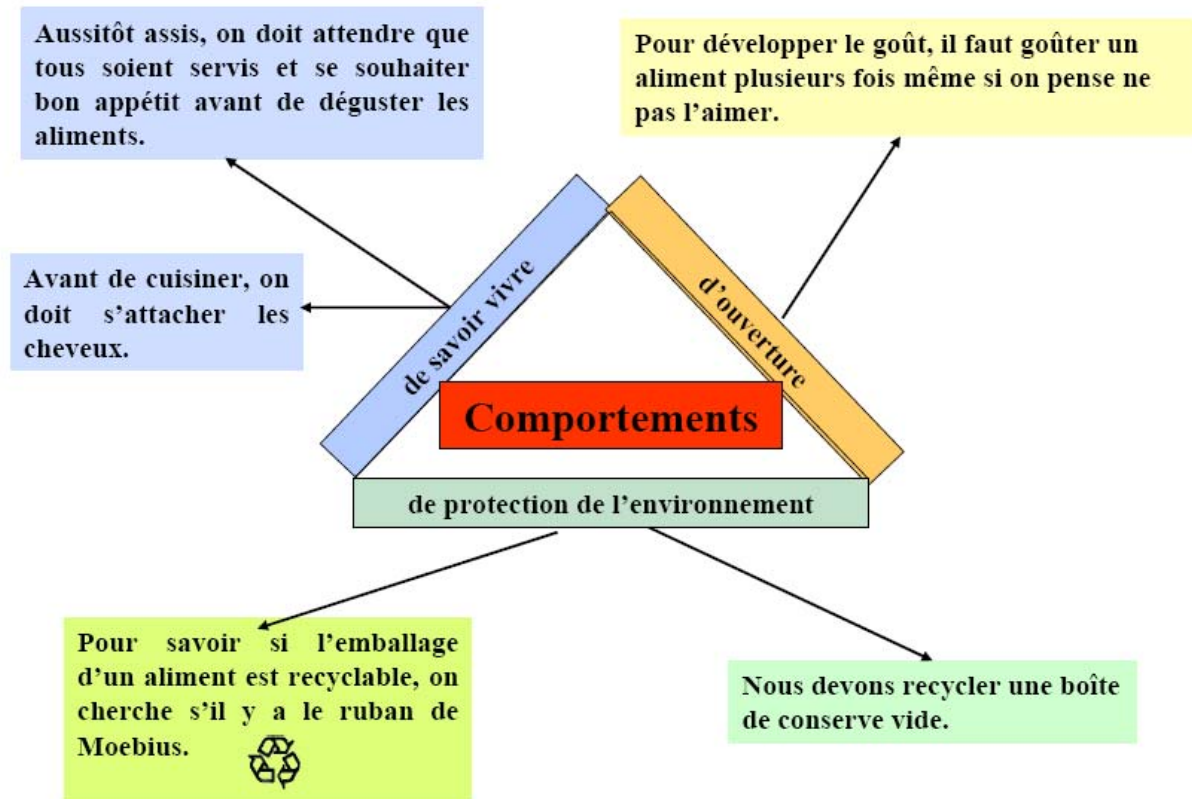 Aussitôt assis, on doit attendre que
tous soient servis et se souhaiter
bon appétit avant de déguster les
aliments.
Pour développer le goût, il faut goûter un
aliment plusieurs fois même si on pense ne
pas l’aimer.
Avant de cuisiner, on
doit s’attacher les
cheveux.
de savoir vivre
d’ouverture
Comportements
de protection de l’environnement
Pour savoir si l’emballage
d’un aliment est recyclable, on
cherche s’il y a le ruban de
Moebius.
Nous devons recycler une boîte
de conserve vide.